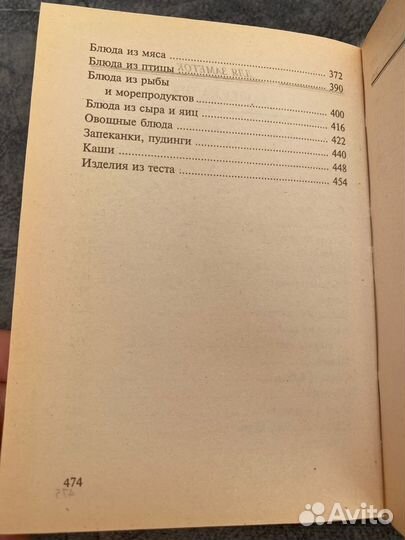 Блюда из мяса ........ 372
Блюда из птицы ........ 390
Блюда из рыбы
и морепродуктов ........ 400
Блюда из сыра и яиц ........ 416
Овощные блюда ........ 422
Запеканки, пудинги ........ 440
Каши ........ 448
Изделия из теста ........ 454
474
475
Avito